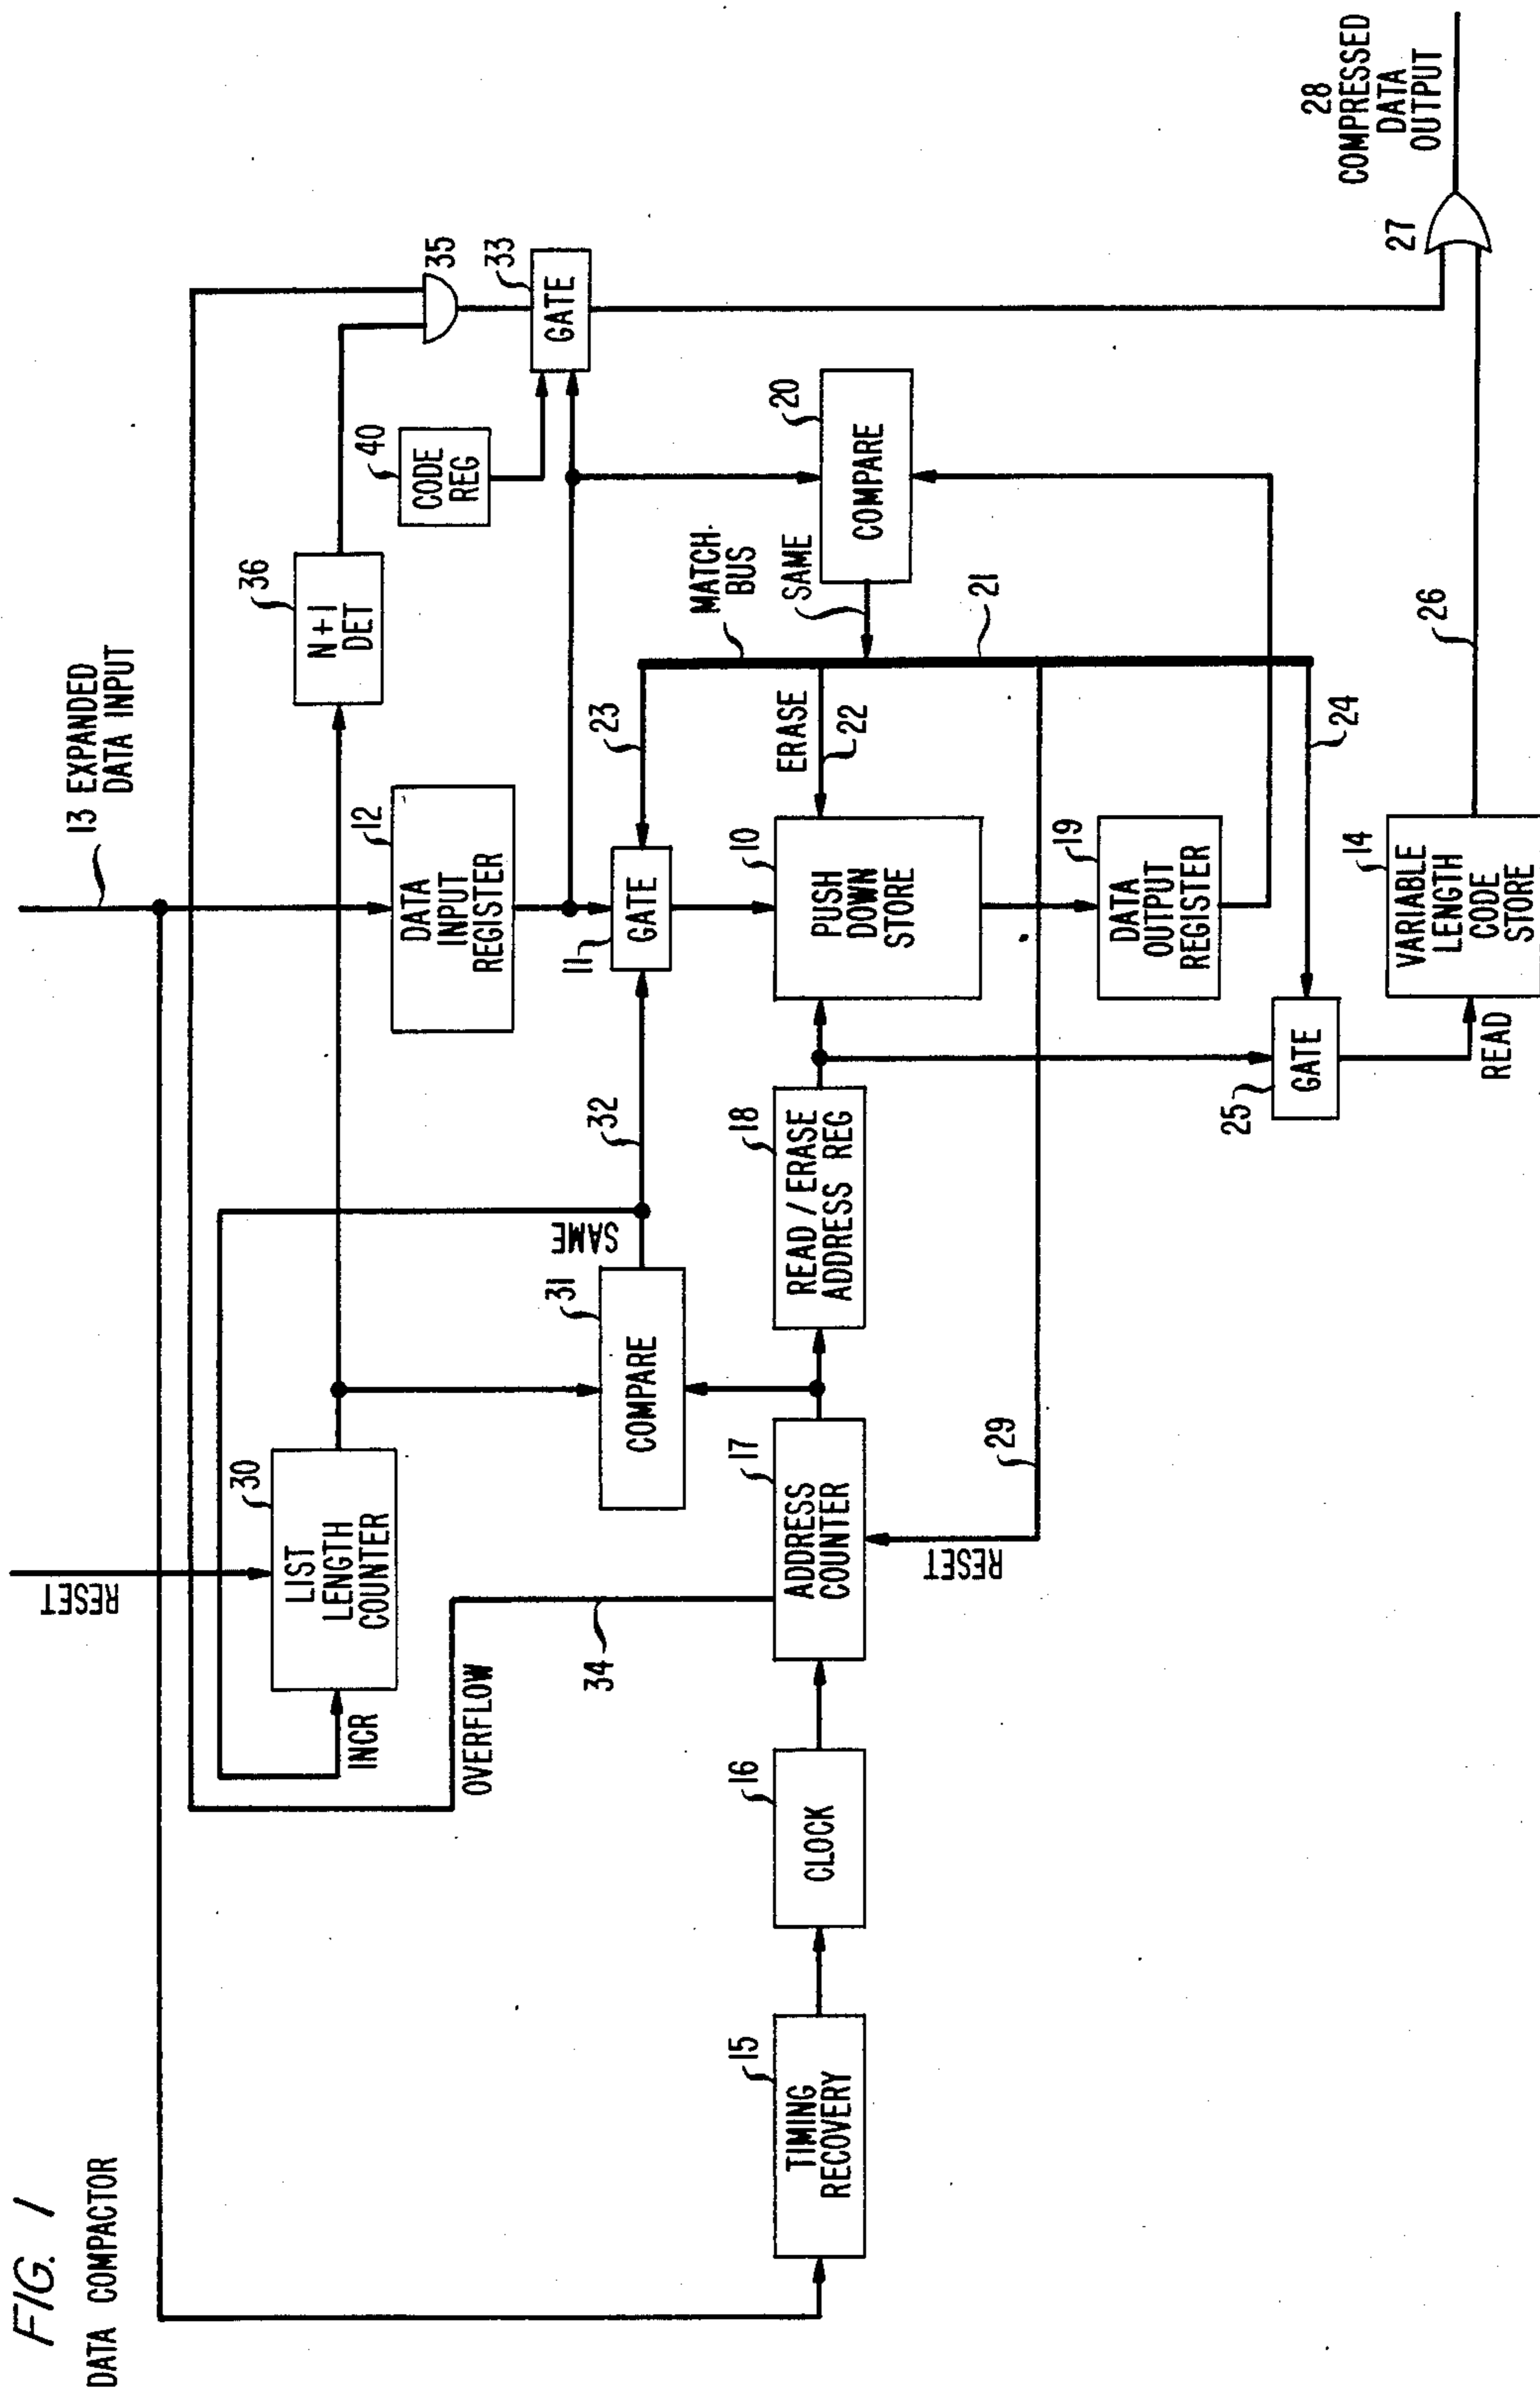 FIG. 1
DATA COMPACTOR
13 EXPANDED
DATA INPUT
RESET
30
LIST
LENGTH
COUNTER
INCR
OVERFLOW
34
36
N+1
DET
35
33
GATE
40
CODE
REG
12
DATA
INPUT
REGISTER
31
COMPARE
SAME
32
11
GATE
23
MATCH
BUS
SAME
20
COMPARE
21
ERASE
22
15
TIMING
RECOVERY
16
CLOCK
17
ADDRESS
COUNTER
RESET
29
18
READ / ERASE
ADDRESS REG
10
PUSH
DOWN
STORE
19
DATA
OUTPUT
REGISTER
24
25
GATE
READ
14
VARIABLE
LENGTH
CODE
STORE
26
27
28
COMPRESSED
DATA
OUTPUT